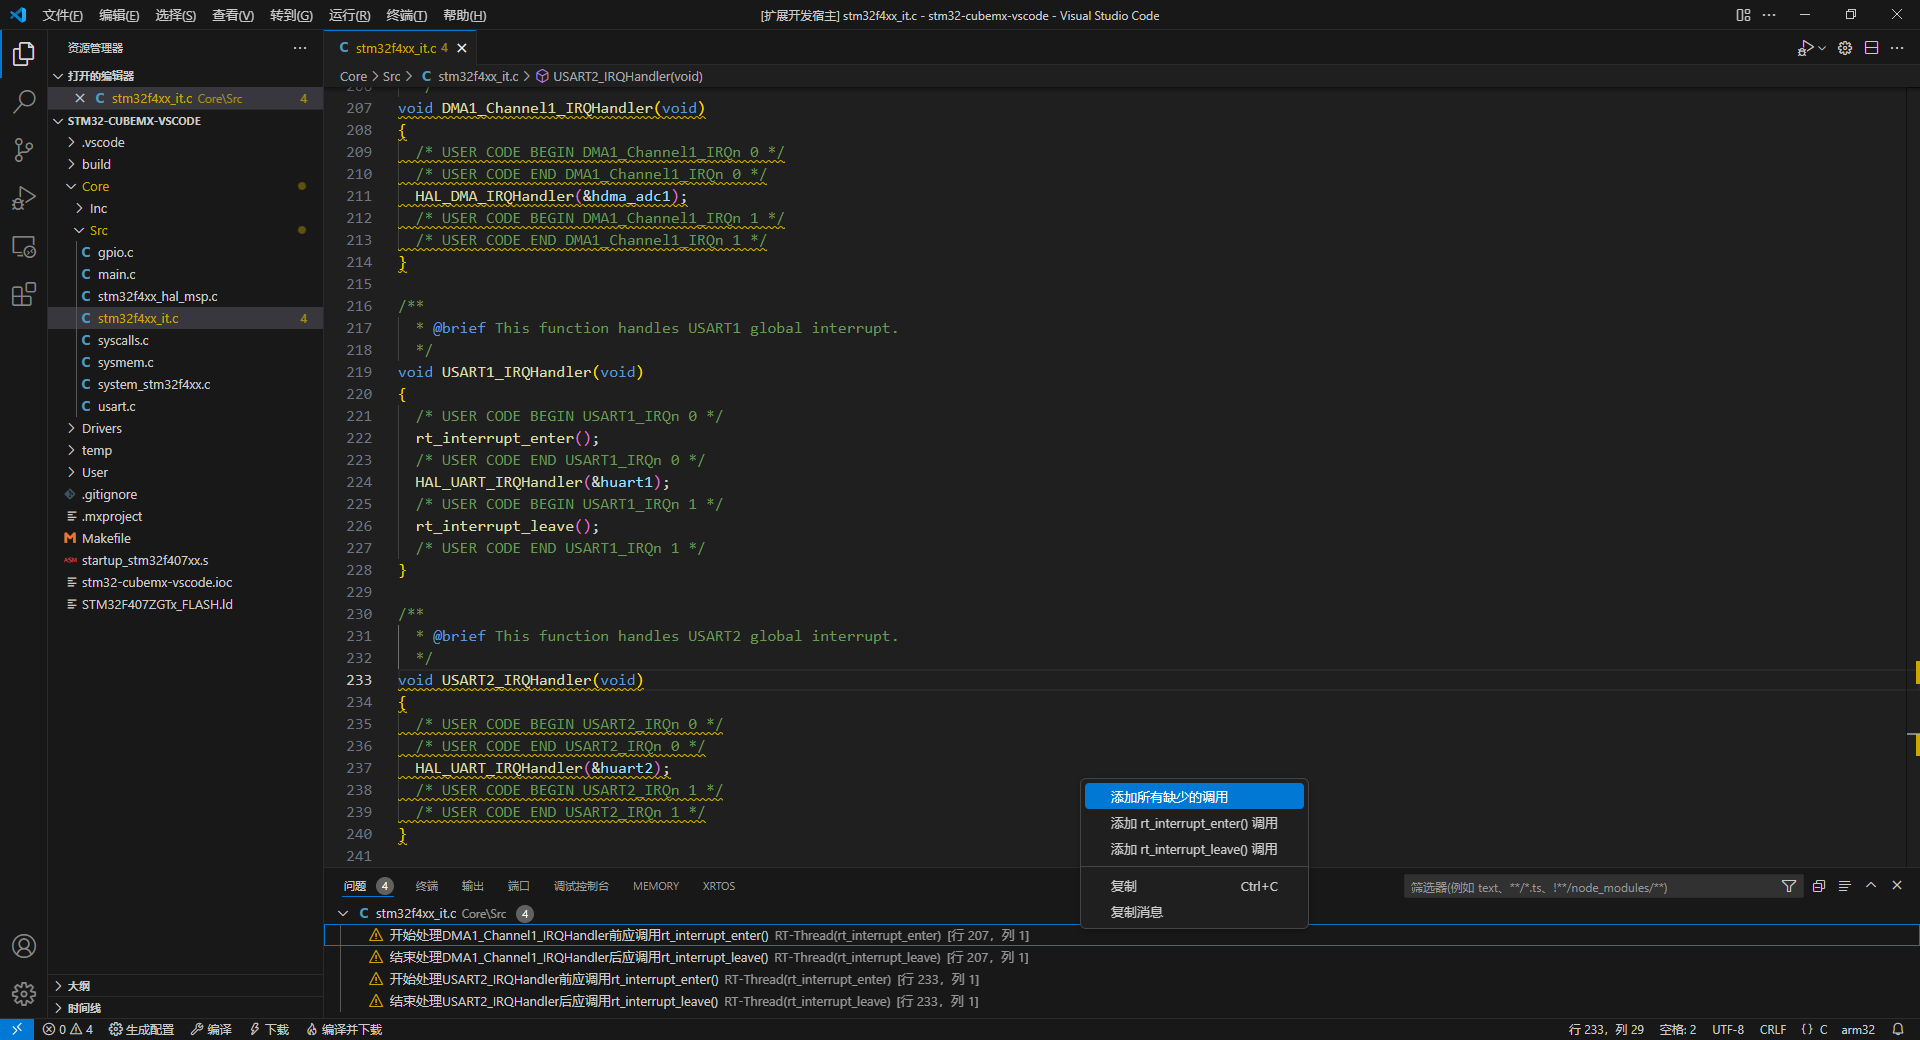 文件(F) 编辑(E) 选择(S) 查看(V) 转到(G) 运行(R) 终端(T) 帮助(H)
[扩展开发宿主] stm32f4xx_it.c - stm32-cubemx-vscode - Visual Studio Code
资源管理器
打开的编辑器
C stm32f4xx_it.c Core\Src 4
STM32-CUBEMX-VSCODE
.vscode
build
Core
Inc
Src
C gpio.c
C main.c
C stm32f4xx_hal_msp.c
C stm32f4xx_it.c 4
C syscalls.c
C sysmem.c
C system_stm32f4xx.c
C usart.c
Drivers
temp
User
.gitignore
.mxproject
M Makefile
ASM startup_stm32f407xx.s
stm32-cubemx-vscode.ioc
STM32F407ZGTx_FLASH.ld
大纲
时间线
C stm32f4xx_it.c 4
Core > Src > C stm32f4xx_it.c > USART2_IRQHandler(void)
206 */
207 void DMA1_Channel1_IRQHandler(void)
208 {
209 /* USER CODE BEGIN DMA1_Channel1_IRQn 0 */
210 /* USER CODE END DMA1_Channel1_IRQn 0 */
211 HAL_DMA_IRQHandler(&hdma_adc1);
212 /* USER CODE BEGIN DMA1_Channel1_IRQn 1 */
213 /* USER CODE END DMA1_Channel1_IRQn 1 */
214 }
215
216 /**
217 * @brief This function handles USART1 global interrupt.
218 */
219 void USART1_IRQHandler(void)
220 {
221 /* USER CODE BEGIN USART1_IRQn 0 */
222 rt_interrupt_enter();
223 /* USER CODE END USART1_IRQn 0 */
224 HAL_UART_IRQHandler(&huart1);
225 /* USER CODE BEGIN USART1_IRQn 1 */
226 rt_interrupt_leave();
227 /* USER CODE END USART1_IRQn 1 */
228 }
229
230 /**
231 * @brief This function handles USART2 global interrupt.
232 */
233 void USART2_IRQHandler(void)
234 {
235 /* USER CODE BEGIN USART2_IRQn 0 */
236 /* USER CODE END USART2_IRQn 0 */
237 HAL_UART_IRQHandler(&huart2);
238 /* USER CODE BEGIN USART2_IRQn 1 */
239 /* USER CODE END USART2_IRQn 1 */
240 }
241
添加所有缺少的调用
添加 rt_interrupt_enter() 调用
添加 rt_interrupt_leave() 调用
复制 Ctrl+C
复制消息
问题 4 终端 输出 端口 调试控制台 MEMORY XRTOS
筛选器(例如 text、**/*.ts、!**/node_modules/**)
C stm32f4xx_it.c Core\Src 4
开始处理DMA1_Channel1_IRQHandler前应调用rt_interrupt_enter() RT-Thread(rt_interrupt_enter) [行 207，列 1]
结束处理DMA1_Channel1_IRQHandler后应调用rt_interrupt_leave() RT-Thread(rt_interrupt_leave) [行 207，列 1]
开始处理USART2_IRQHandler前应调用rt_interrupt_enter() RT-Thread(rt_interrupt_enter) [行 233，列 1]
结束处理USART2_IRQHandler后应调用rt_interrupt_leave() RT-Thread(rt_interrupt_leave) [行 233，列 1]
0 4 生成配置 编译 下载 编译并下载
行 233，列 29 空格: 2 UTF-8 CRLF {} C arm32